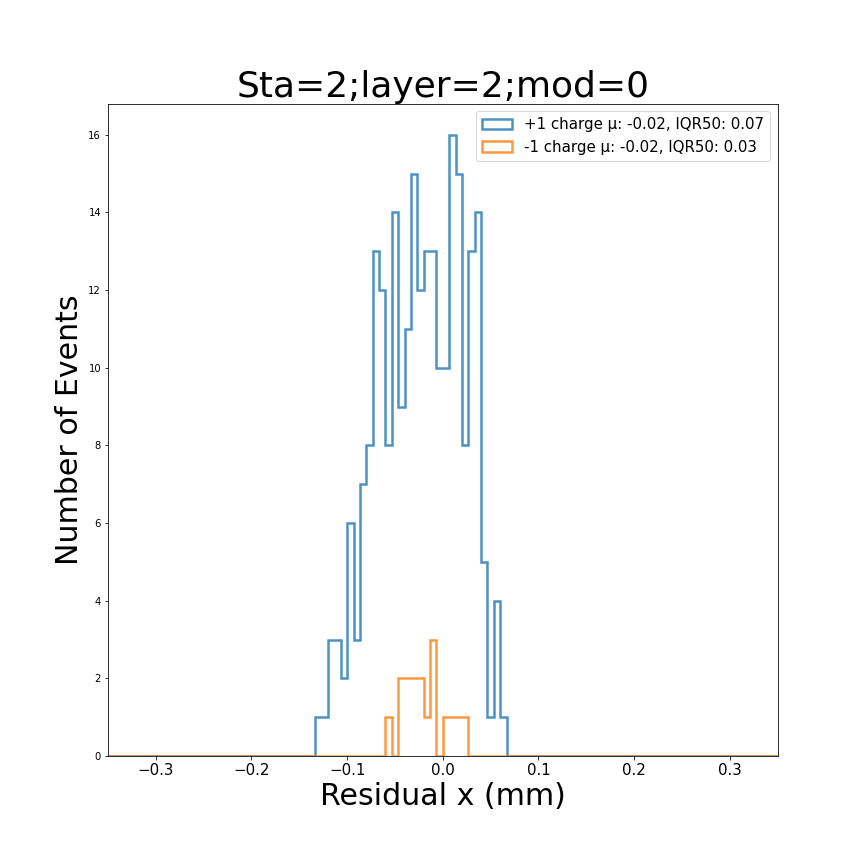 Sta=2;layer=2;mod=0
+1 charge μ: -0.02, IQR50: 0.07
-1 charge μ: -0.02, IQR50: 0.03
Number of Events
16
14
12
10
8
6
4
2
0
−0.3 −0.2 −0.1 0.0 0.1 0.2 0.3
Residual x (mm)